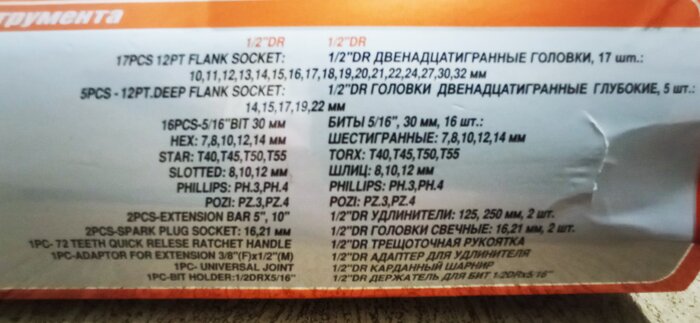 трумента
1/2"DR 1/2"DR
17PCS 12PT FLANK SOCKET: 1/2"DR ДВЕНАДЦАТИГРАННЫЕ ГОЛОВКИ, 17 шт.:
10,11,12,13,14,15,16,17,18,19,20,21,22,24,27,30,32 мм
5PCS - 12PT.DEEP FLANK SOCKET: 1/2"DR ГОЛОВКИ ДВЕНАДЦАТИГРАННЫЕ ГЛУБОКИЕ, 5 шт.:
14,15,17,19,22 мм
16PCS-5/16"BIT 30 мм БИТЫ 5/16", 30 мм, 16 шт.:
HEX: 7,8,10,12,14 мм ШЕСТИГРАННЫЕ: 7,8,10,12,14 мм
STAR: T40,T45,T50,T55 TORX: T40,T45,T50,T55
SLOTTED: 8,10,12 мм ШЛИЦ: 8,10,12 мм
PHILLIPS: PH.3,PH.4 PHILLIPS: PH.3,PH.4
POZI: PZ.3,PZ.4 POZI: PZ.3,PZ.4
2PCS-EXTENSION BAR 5", 10" 1/2"DR УДЛИНИТЕЛИ: 125, 250 мм, 2 шт.
2PCS-SPARK PLUG SOCKET: 16,21 мм 1/2"DR ГОЛОВКИ СВЕЧНЫЕ: 16,21 мм, 2 шт.
1PC- 72 TEETH QUICK RELESE RATCHET HANDLE 1/2"DR ТРЕЩОТОЧНАЯ РУКОЯТКА
1PC-ADAPTOR FOR EXTENSION 3/8"(F)x1/2"(M) 1/2"DR АДАПТЕР ДЛЯ УДЛИНИТЕЛЯ
1PC- UNIVERSAL JOINT 1/2"DR КАРДАННЫЙ ШАРНИР
1PC-BIT HOLDER:1/2DRX5/16" 1/2"DR ДЕРЖАТЕЛЬ ДЛЯ БИТ 1/2DRx5/16"